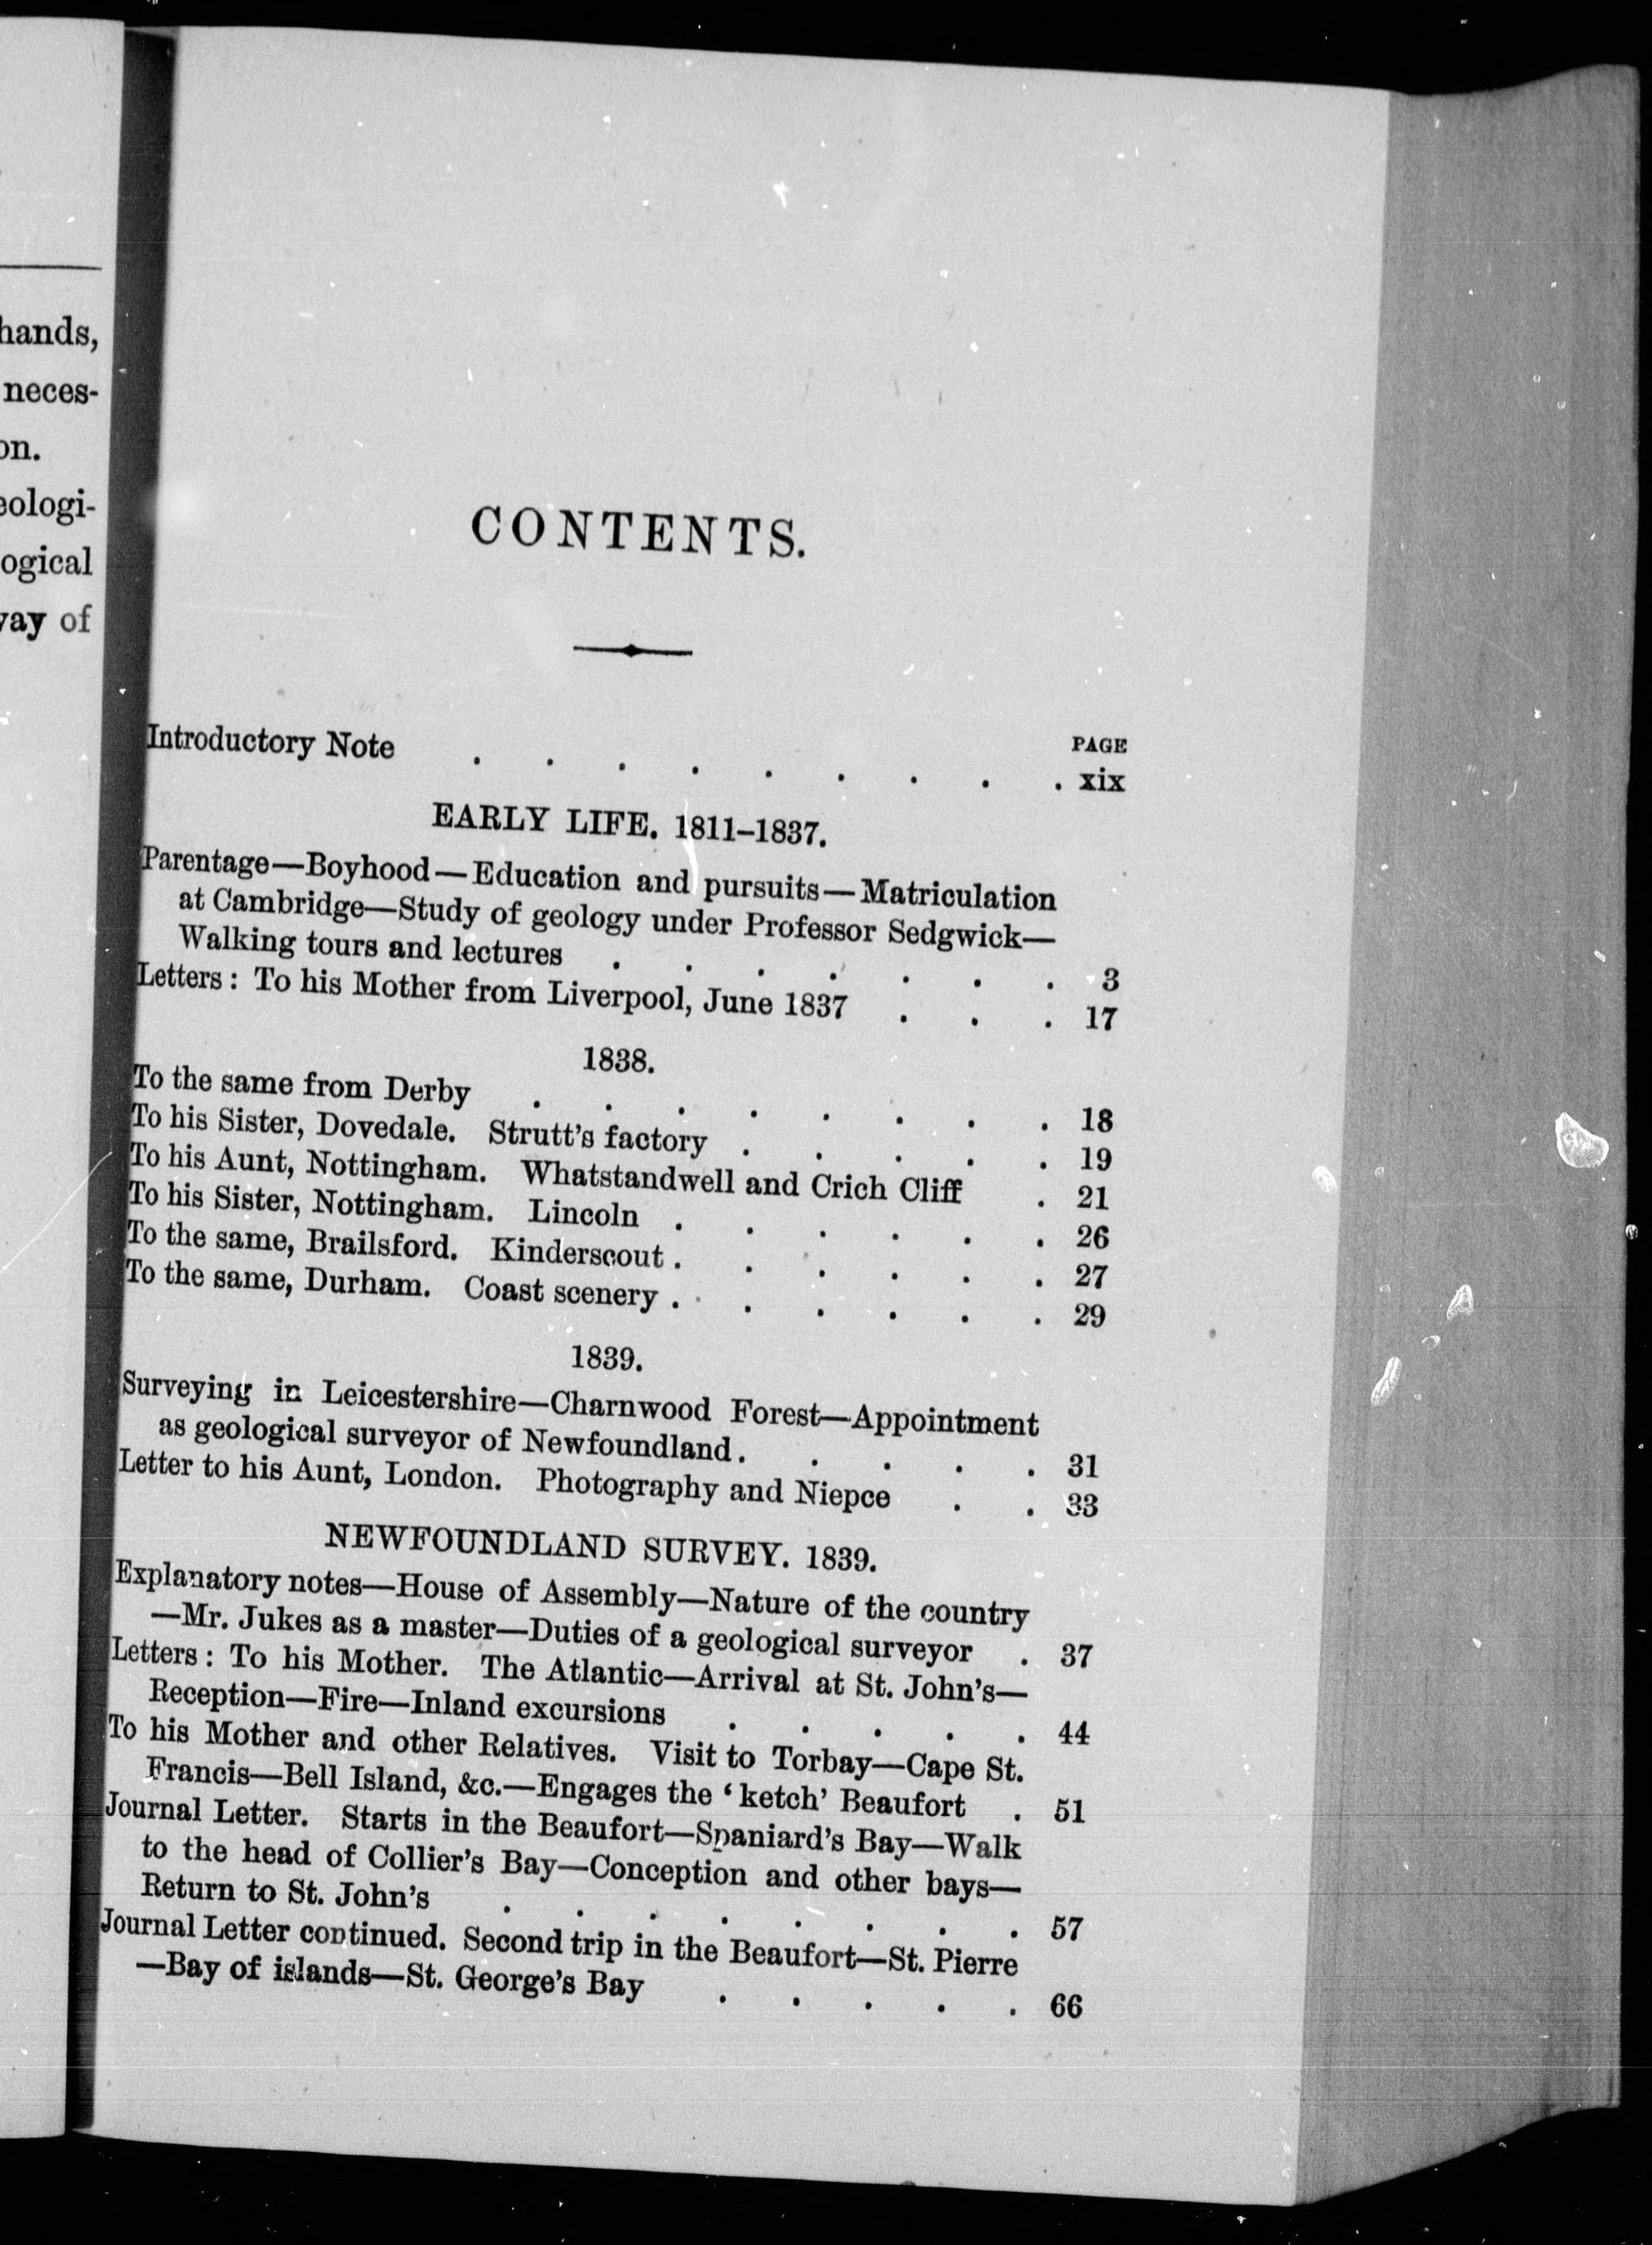 hands,
neces-
on.
eologi-
ogical
way of
CONTENTS.
PAGE
Introductory Note . . . . . . . . . xix
EARLY LIFE. 1811–1837.
Parentage—Boyhood—Education and pursuits—Matriculation
at Cambridge—Study of geology under Professor Sedgwick—
Walking tours and lectures . . . . . . . 3
Letters: To his Mother from Liverpool, June 1837 . . . 17
1838.
To the same from Derby . . . . . . . . 18
To his Sister, Dovedale. Strutt's factory . . . . . 19
To his Aunt, Nottingham. Whatstandwell and Crich Cliff . 21
To his Sister, Nottingham. Lincoln . . . . . . 26
To the same, Brailsford. Kinderscout . . . . . . 27
To the same, Durham. Coast scenery . . . . . . 29
1839.
Surveying in Leicestershire—Charnwood Forest—Appointment
as geological surveyor of Newfoundland . . . . . 31
Letter to his Aunt, London. Photography and Niepce . . 33
NEWFOUNDLAND SURVEY. 1839.
Explanatory notes—House of Assembly—Nature of the country
—Mr. Jukes as a master—Duties of a geological surveyor . 37
Letters: To his Mother. The Atlantic—Arrival at St. John's—
Reception—Fire—Inland excursions . . . . . 44
To his Mother and other Relatives. Visit to Torbay—Cape St.
Francis—Bell Island, &c.—Engages the 'ketch' Beaufort . 51
Journal Letter. Starts in the Beaufort—Spaniard's Bay—Walk
to the head of Collier's Bay—Conception and other bays—
Return to St. John's . . . . . . . . 57
Journal Letter continued. Second trip in the Beaufort—St. Pierre
—Bay of islands—St. George's Bay . . . . . 66